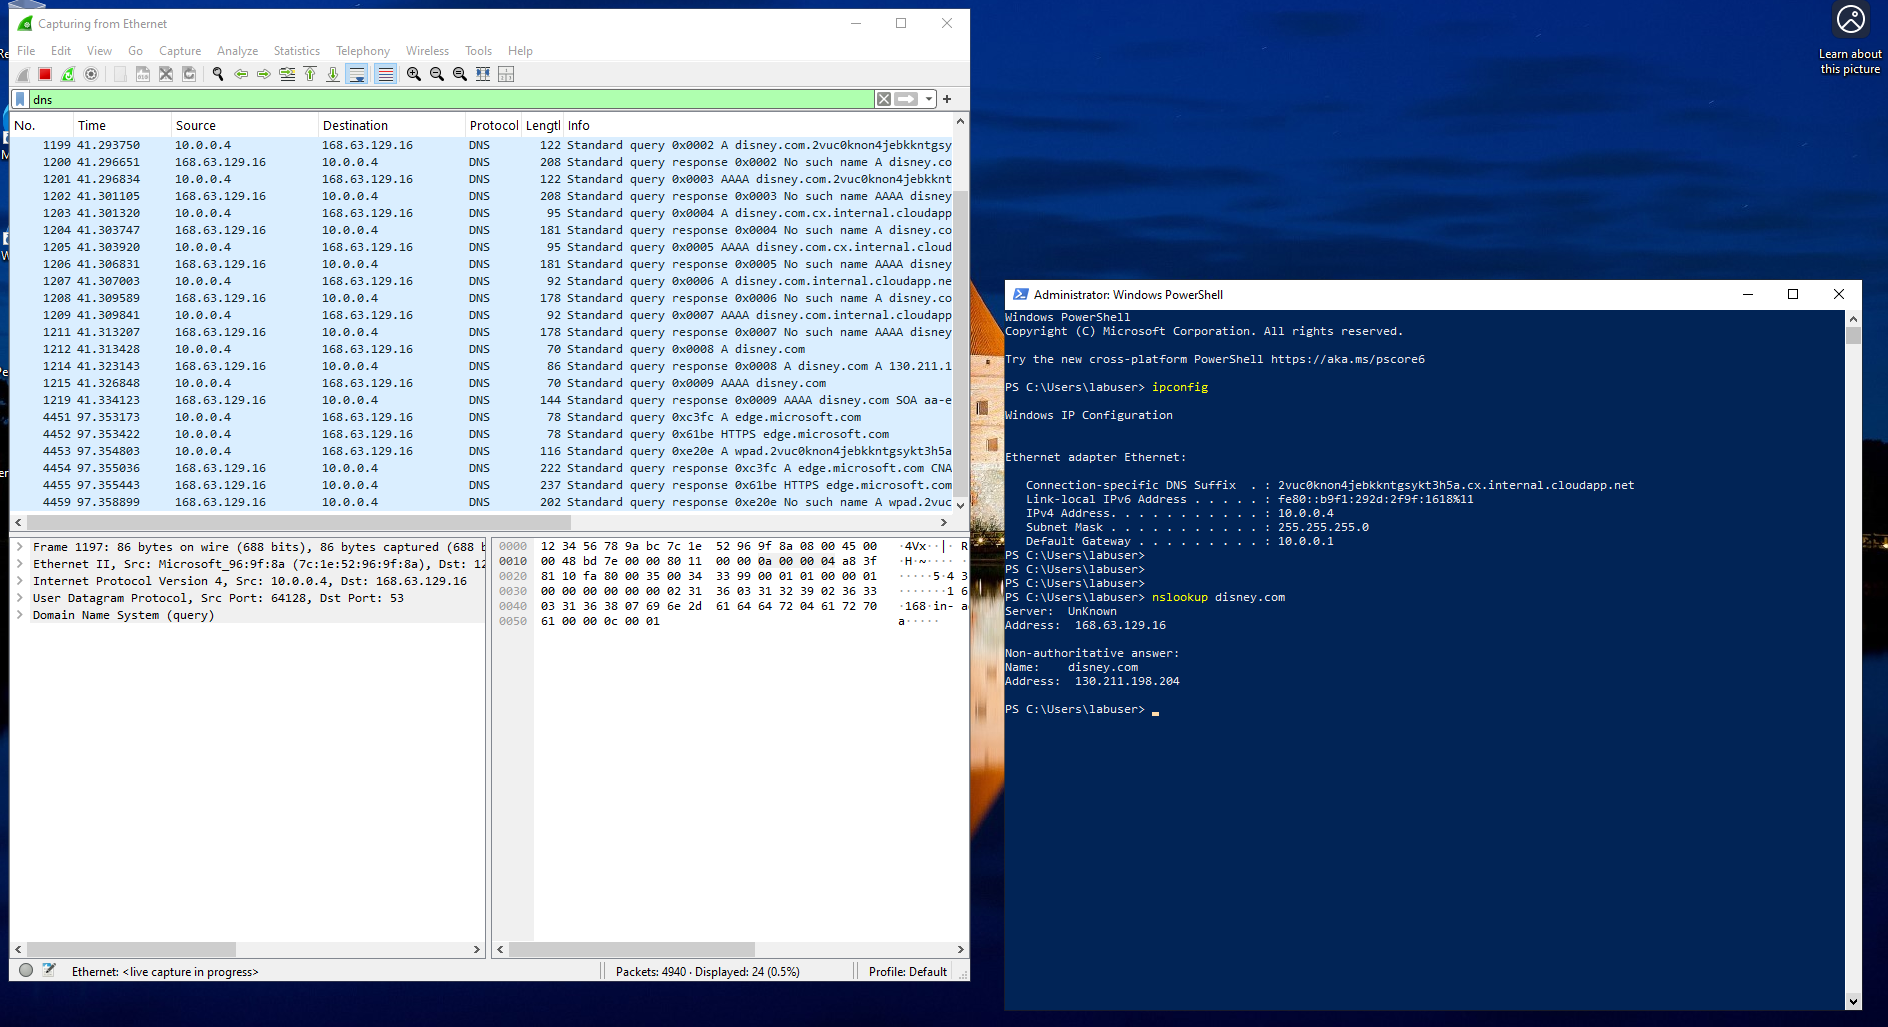 Capturing from Ethernet
File Edit View Go Capture Analyze Statistics Telephony Wireless Tools Help
dns
No. Time Source Destination Protocol Lengtl Info
1199 41.293750 10.0.0.4 168.63.129.16 DNS 122 Standard query 0x0002 A disney.com.2vuc0knon4jebkkntgsy
1200 41.296651 168.63.129.16 10.0.0.4 DNS 208 Standard query response 0x0002 No such name A disney.co
1201 41.296834 10.0.0.4 168.63.129.16 DNS 122 Standard query 0x0003 AAAA disney.com.2vuc0knon4jebkknt
1202 41.301105 168.63.129.16 10.0.0.4 DNS 208 Standard query response 0x0003 No such name AAAA disney
1203 41.301320 10.0.0.4 168.63.129.16 DNS 95 Standard query 0x0004 A disney.com.cx.internal.cloudapp
1204 41.303747 168.63.129.16 10.0.0.4 DNS 181 Standard query response 0x0004 No such name A disney.co
1205 41.303920 10.0.0.4 168.63.129.16 DNS 95 Standard query 0x0005 AAAA disney.com.cx.internal.cloud
1206 41.306831 168.63.129.16 10.0.0.4 DNS 181 Standard query response 0x0005 No such name AAAA disney
1207 41.307003 10.0.0.4 168.63.129.16 DNS 92 Standard query 0x0006 A disney.com.internal.cloudapp.ne
1208 41.309589 168.63.129.16 10.0.0.4 DNS 178 Standard query response 0x0006 No such name A disney.co
1209 41.309841 10.0.0.4 168.63.129.16 DNS 92 Standard query 0x0007 AAAA disney.com.internal.cloudapp
1211 41.313207 168.63.129.16 10.0.0.4 DNS 178 Standard query response 0x0007 No such name AAAA disney
1212 41.313428 10.0.0.4 168.63.129.16 DNS 70 Standard query 0x0008 A disney.com
1214 41.323143 168.63.129.16 10.0.0.4 DNS 86 Standard query response 0x0008 A disney.com A 130.211.1
1215 41.326848 10.0.0.4 168.63.129.16 DNS 70 Standard query 0x0009 AAAA disney.com
1219 41.334123 168.63.129.16 10.0.0.4 DNS 144 Standard query response 0x0009 AAAA disney.com SOA aa-e
4451 97.353173 10.0.0.4 168.63.129.16 DNS 78 Standard query 0xc3fc A edge.microsoft.com
4452 97.353422 10.0.0.4 168.63.129.16 DNS 78 Standard query 0x61be HTTPS edge.microsoft.com
4453 97.354803 10.0.0.4 168.63.129.16 DNS 116 Standard query 0xe20e A wpad.2vuc0knon4jebkkntgsykt3h5a
4454 97.355036 168.63.129.16 10.0.0.4 DNS 222 Standard query response 0xc3fc A edge.microsoft.com CNA
4455 97.355443 168.63.129.16 10.0.0.4 DNS 237 Standard query response 0x61be HTTPS edge.microsoft.com
4459 97.358899 168.63.129.16 10.0.0.4 DNS 202 Standard query response 0xe20e No such name A wpad.2vuc
Frame 1197: 86 bytes on wire (688 bits), 86 bytes captured (688 b
Ethernet II, Src: Microsoft_96:9f:8a (7c:1e:52:96:9f:8a), Dst: 12
Internet Protocol Version 4, Src: 10.0.0.4, Dst: 168.63.129.16
User Datagram Protocol, Src Port: 64128, Dst Port: 53
Domain Name System (query)
0000 12 34 56 78 9a bc 7c 1e 52 96 9f 8a 08 00 45 00 ·4Vx··|· R
0010 00 48 bd 7e 00 00 80 11 00 00 0a 00 00 04 a8 3f ·H·~····
0020 81 10 fa 80 00 35 00 34 33 99 00 01 01 00 00 01 ·····5·4 3
0030 00 00 00 00 00 00 02 31 36 03 31 32 39 02 36 33 ·······1 6
0040 03 31 36 38 07 69 6e 2d 61 64 64 72 04 61 72 70 ·168·in- a
0050 61 00 00 0c 00 01 a·····
Ethernet: <live capture in progress>
Packets: 4940 · Displayed: 24 (0.5%)
Profile: Default
Learn about
this picture
Administrator: Windows PowerShell
Windows PowerShell
Copyright (C) Microsoft Corporation. All rights reserved.
Try the new cross-platform PowerShell https://aka.ms/pscore6
PS C:\Users\labuser> ipconfig
Windows IP Configuration
Ethernet adapter Ethernet:
Connection-specific DNS Suffix  . : 2vuc0knon4jebkkntgsykt3h5a.cx.internal.cloudapp.net
Link-local IPv6 Address . . . . . : fe80::b9f1:292d:2f9f:1618%11
IPv4 Address. . . . . . . . . . . : 10.0.0.4
Subnet Mask . . . . . . . . . . . : 255.255.255.0
Default Gateway . . . . . . . . . : 10.0.0.1
PS C:\Users\labuser>
PS C:\Users\labuser>
PS C:\Users\labuser>
PS C:\Users\labuser> nslookup disney.com
Server:  UnKnown
Address:  168.63.129.16
Non-authoritative answer:
Name:    disney.com
Address:  130.211.198.204
PS C:\Users\labuser>